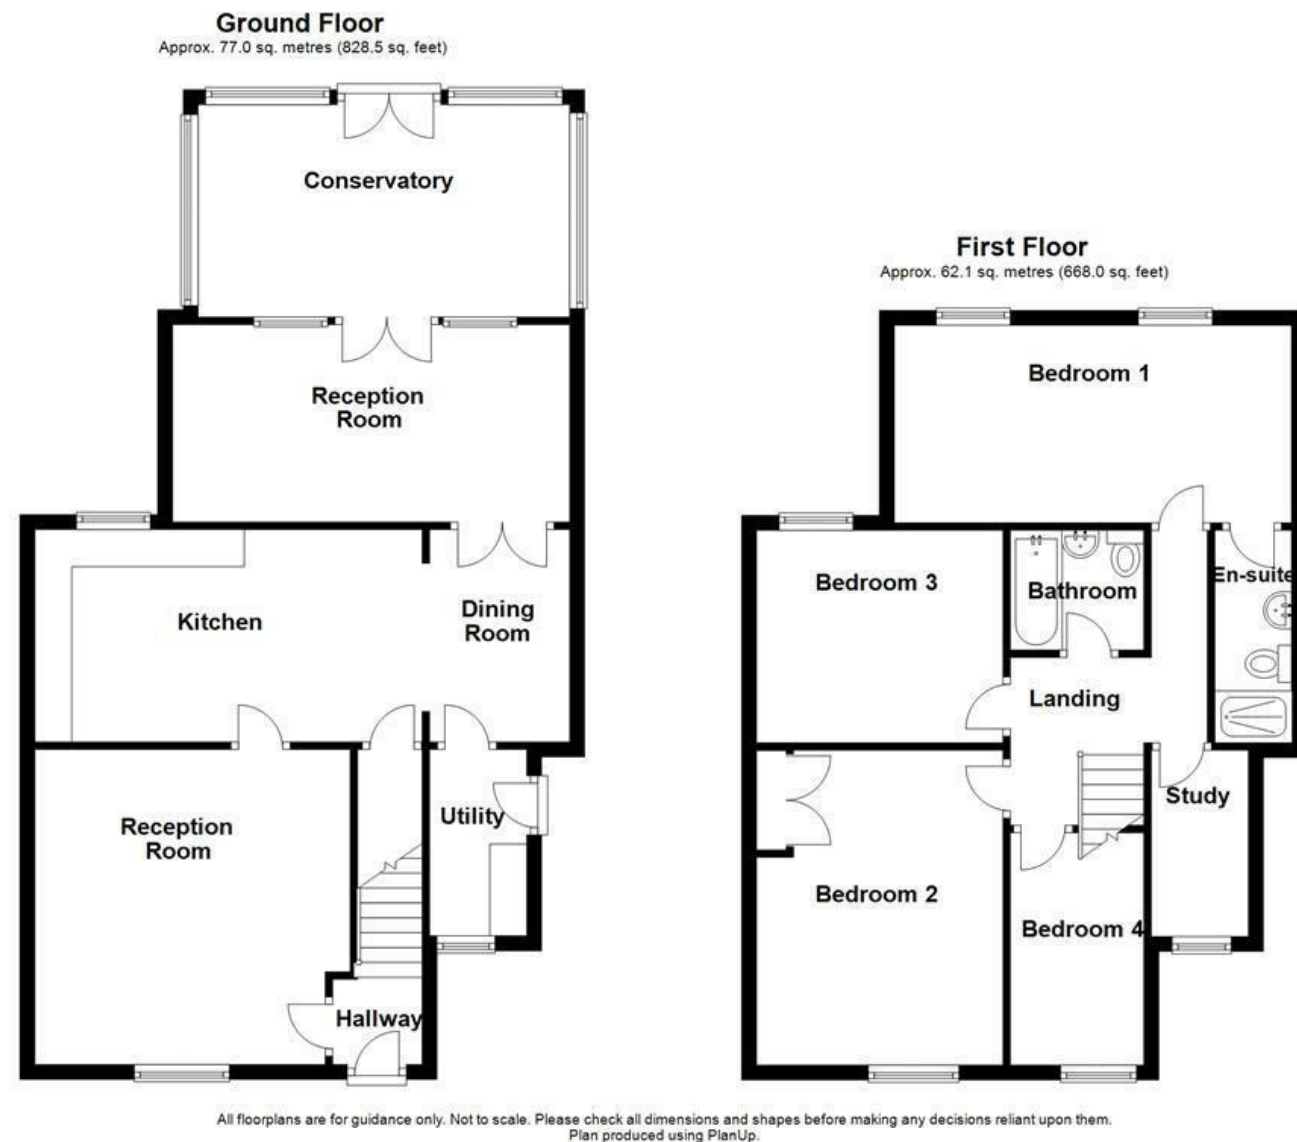 Ground Floor
Approx. 77.0 sq. metres (828.5 sq. feet)
Conservatory
Reception
Room
Kitchen
Dining
Room
Reception
Room
Utility
Hallway
First Floor
Approx. 62.1 sq. metres (668.0 sq. feet)
Bedroom 1
Bedroom 3
Bathroom
En-suite
Landing
Study
Bedroom 2
Bedroom 4
All floorplans are for guidance only. Not to scale. Please check all dimensions and shapes before making any decisions reliant upon them.
Plan produced using PlanUp.